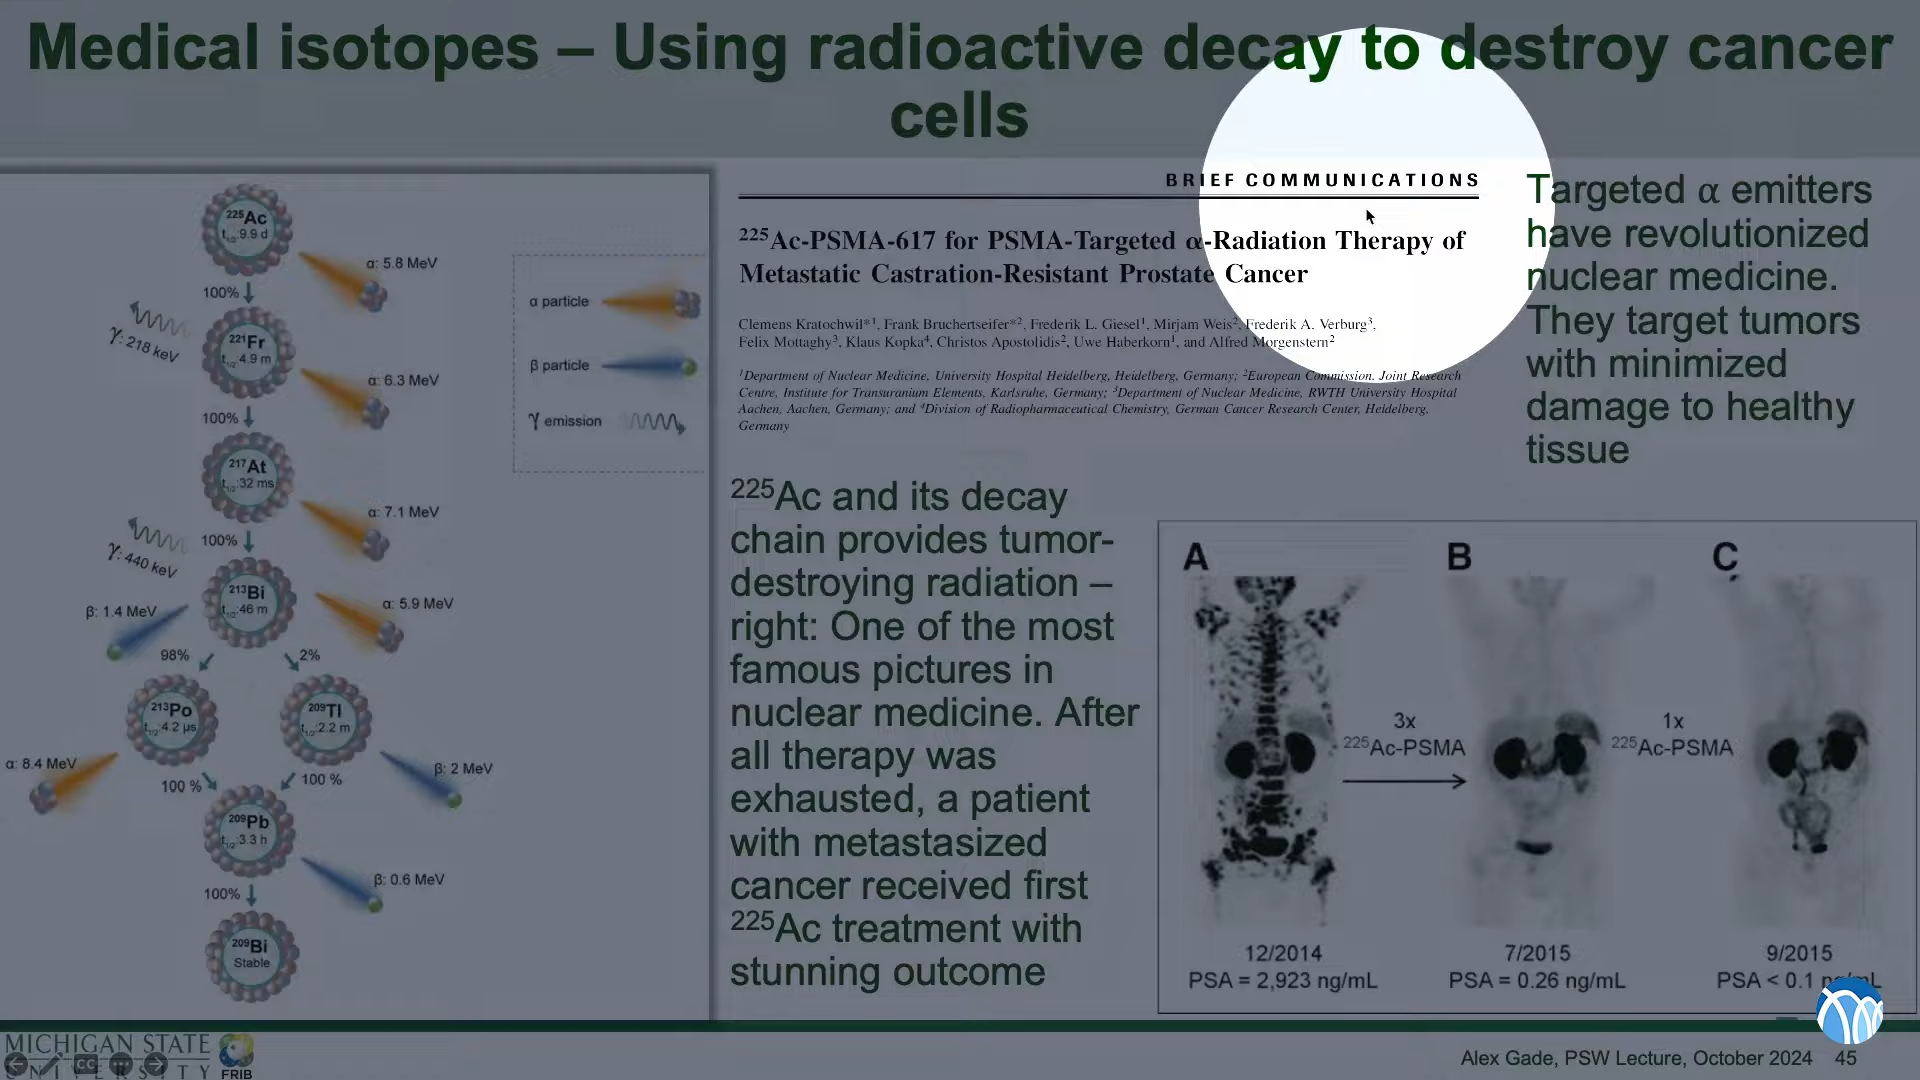 Medical isotopes – Using radioactive decay to destroy cancer
cells
225Ac
t1/2:9.9 d
α: 5.8 MeV
100%
γ: 218 keV
221Fr
t1/2:4.9 m
α: 6.3 MeV
100%
217At
t1/2:32 ms
α: 7.1 MeV
100%
γ: 440 keV
213Bi
t1/2:46 m
β: 1.4 MeV
α: 5.9 MeV
98%
2%
213Po
t1/2:4.2 µs
209Tl
t1/2:2.2 m
α: 8.4 MeV
β: 2 MeV
100 %
100 %
209Pb
t1/2:3.3 h
β: 0.6 MeV
100%
209Bi
Stable
α particle
β particle
γ emission
BRIEF COMMUNICATIONS
225Ac-PSMA-617 for PSMA-Targeted α-Radiation Therapy of
Metastatic Castration-Resistant Prostate Cancer
Clemens Kratochwil*1, Frank Bruchertseifer*2, Frederik L. Giesel1, Mirjam Weis2, Frederik A. Verburg3,
Felix Mottaghy3, Klaus Kopka4, Christos Apostolidis2, Uwe Haberkorn1, and Alfred Morgenstern2
1Department of Nuclear Medicine, University Hospital Heidelberg, Heidelberg, Germany; 2European Commission, Joint Research
Centre, Institute for Transuranium Elements, Karlsruhe, Germany; 3Department of Nuclear Medicine, RWTH University Hospital
Aachen, Aachen, Germany; and 4Division of Radiopharmaceutical Chemistry, German Cancer Research Center, Heidelberg,
Germany
Targeted α emitters
have revolutionized
nuclear medicine.
They target tumors
with minimized
damage to healthy
tissue
225Ac and its decay
chain provides tumor-
destroying radiation –
right: One of the most
famous pictures in
nuclear medicine. After
all therapy was
exhausted, a patient
with metastasized
cancer received first
225Ac treatment with
stunning outcome
A
B
C
3x
225Ac-PSMA
1x
225Ac-PSMA
12/2014
PSA = 2,923 ng/mL
7/2015
PSA = 0.26 ng/mL
9/2015
PSA < 0.1 ng/mL
MICHIGAN STATE
UNIVERSITY
FRIB
CC
Alex Gade, PSW Lecture, October 2024 45